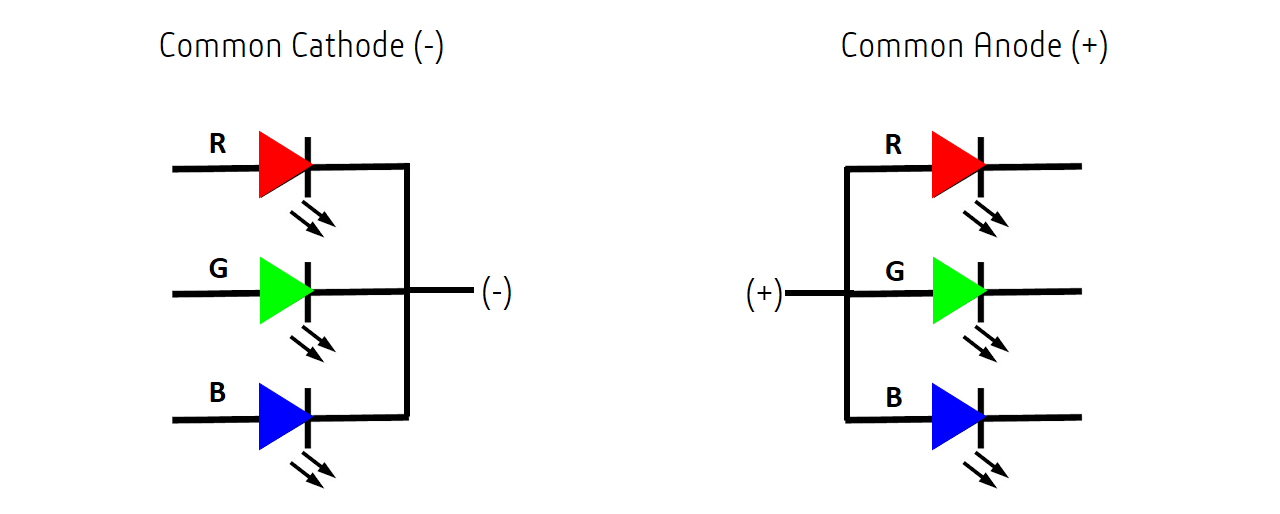 Common Cathode (-)
Common Anode (+)
R
G
B
(-)
R
G
B
(+)